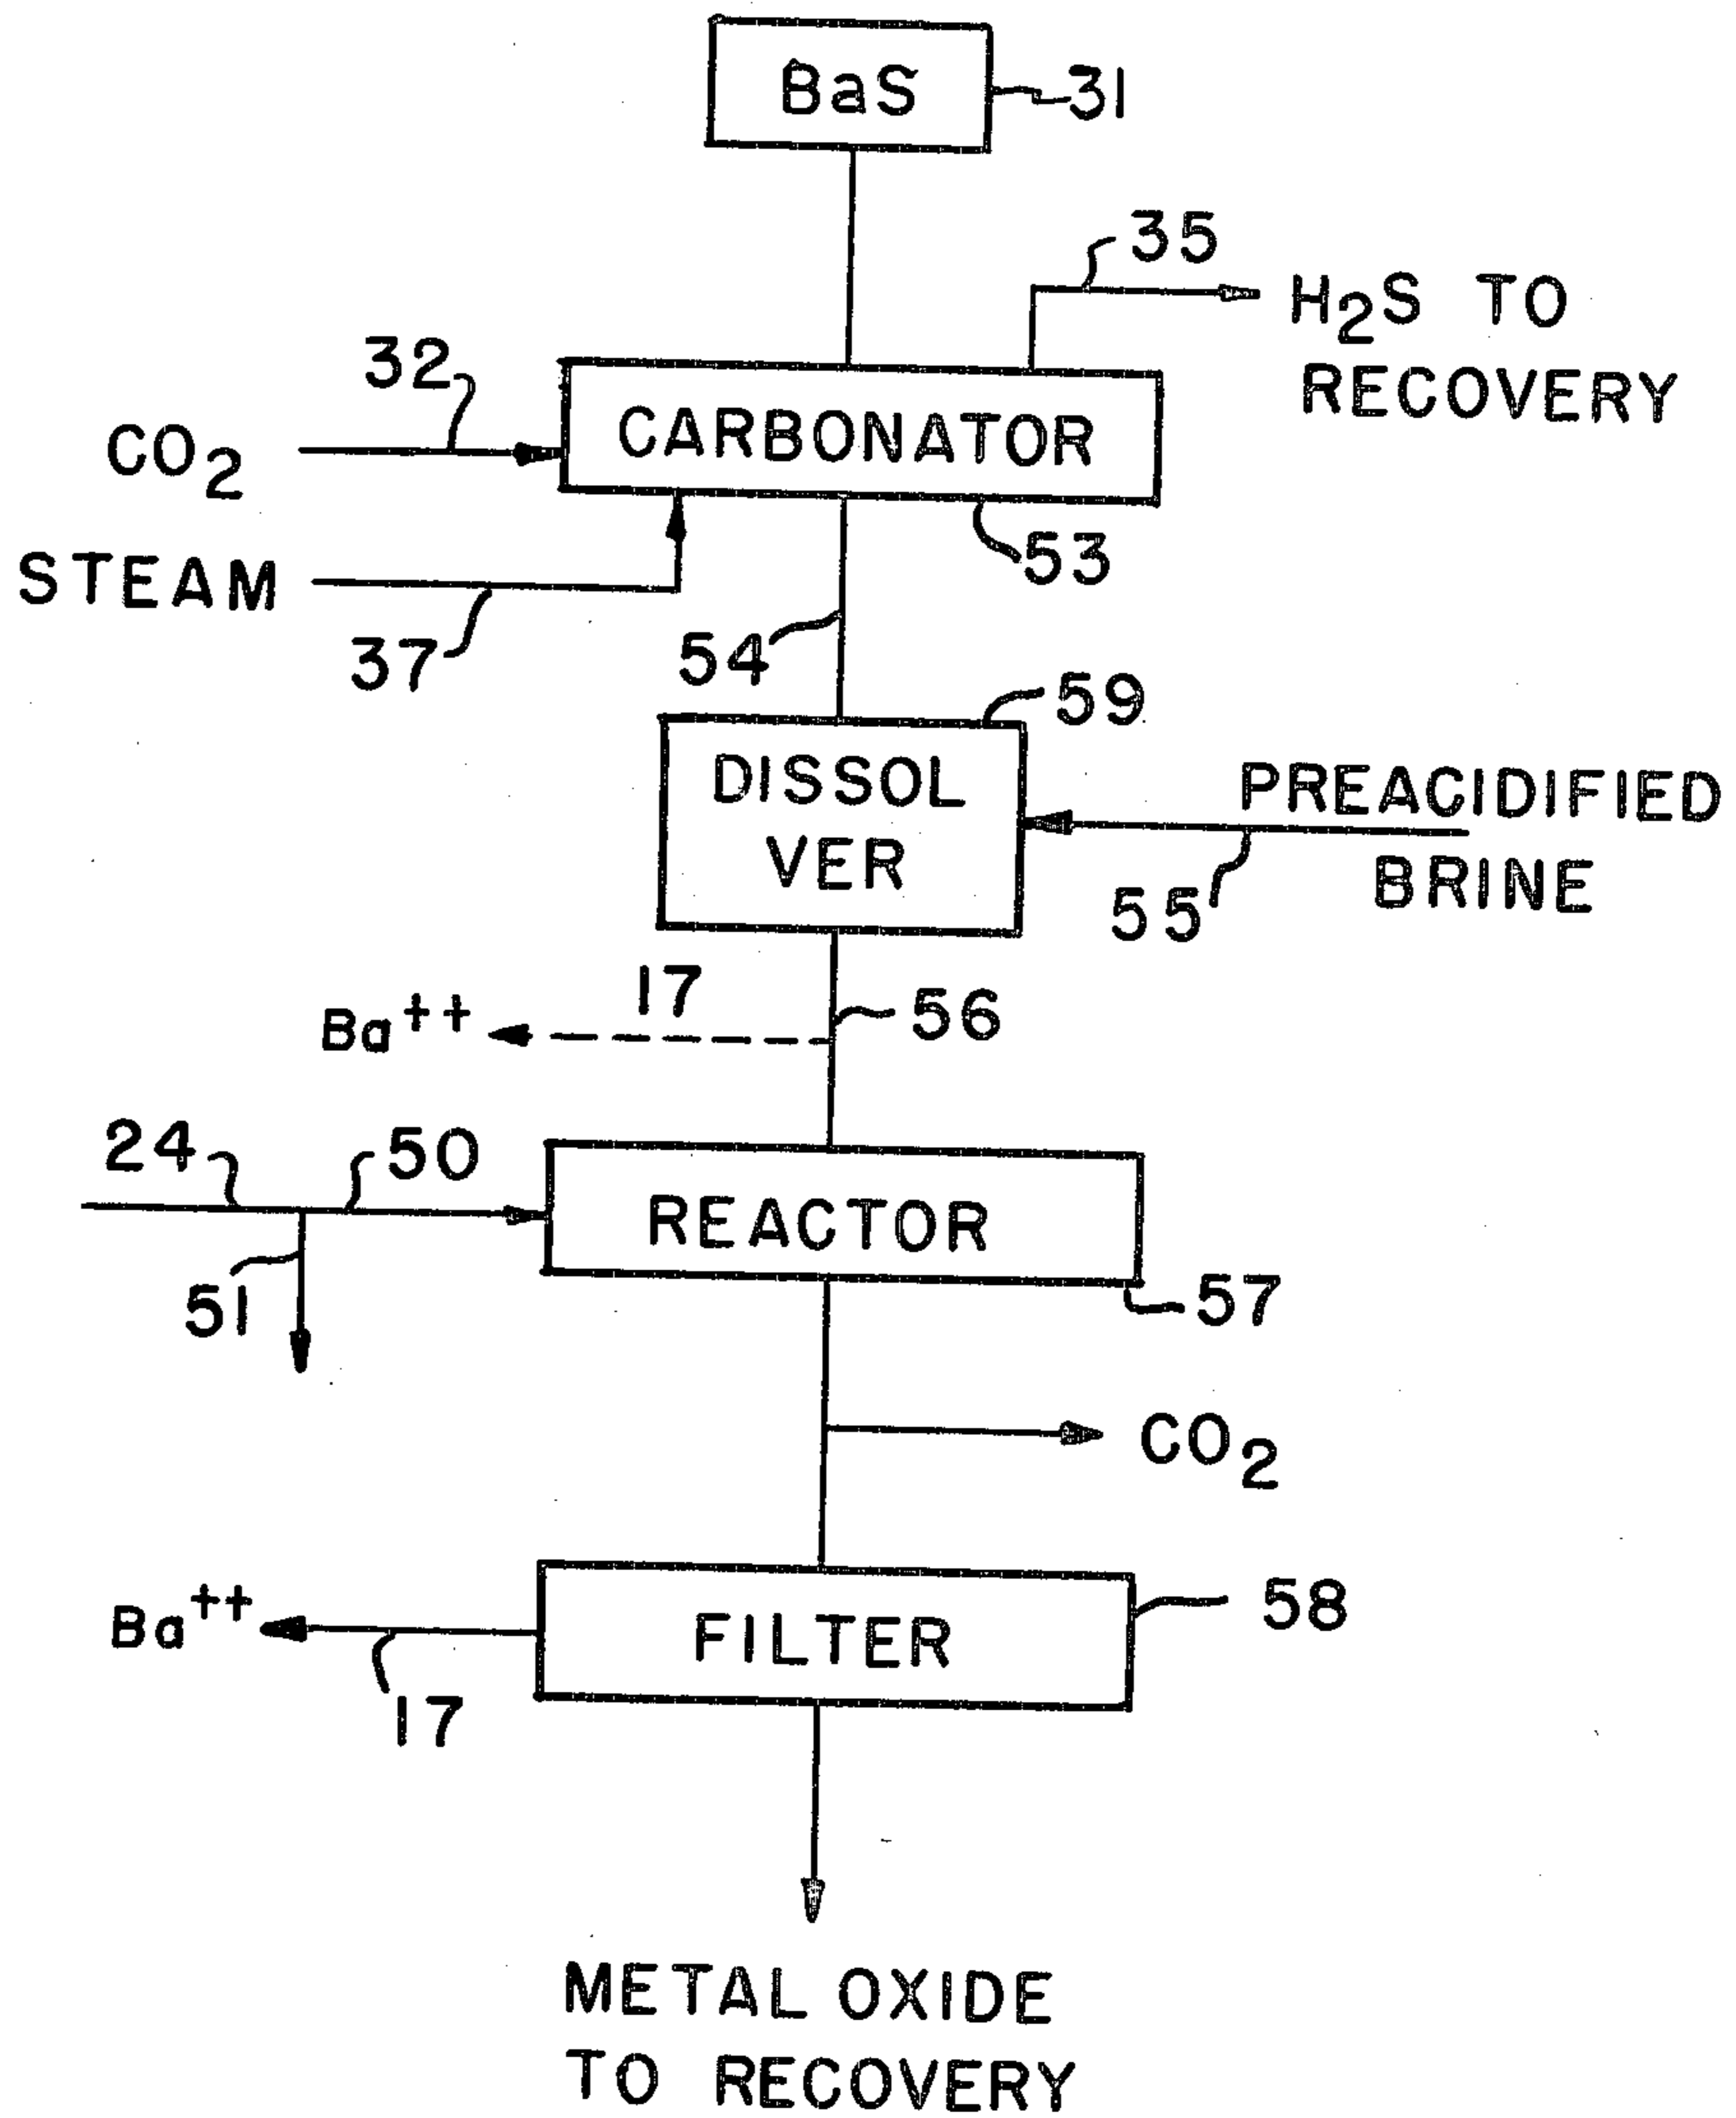 BaS
31
35
H2S TO
RECOVERY
32
CO2
CARBONATOR
STEAM
53
37
54
59
DISSOL
VER
PREACIDIFIED
BRINE
55
17
Ba++
56
24
50
REACTOR
51
57
CO2
Ba++
17
FILTER
58
METAL OXIDE
TO RECOVERY